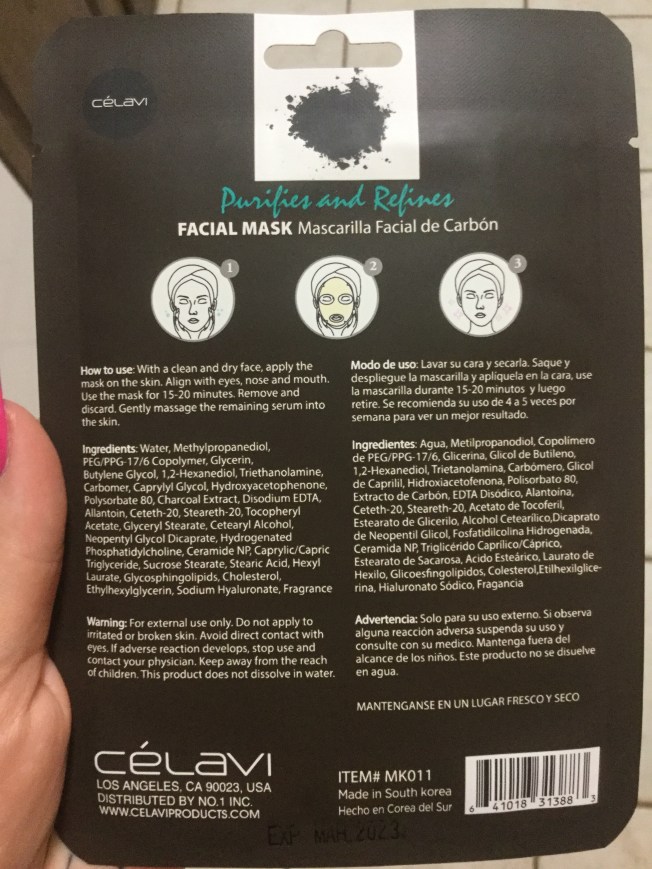 CéLAVI
Purifies and Refines
FACIAL MASK Mascarilla Facial de Carbón
1
2
3
How to use: With a clean and dry face, apply the
mask on the skin. Align with eyes, nose and mouth.
Use the mask for 15-20 minutes. Remove and
discard. Gently massage the remaining serum into
the skin.
Ingredients: Water, Methylpropanediol,
PEG/PPG-17/6 Copolymer, Glycerin,
Butylene Glycol, 1,2-Hexanediol, Triethanolamine,
Carbomer, Caprylyl Glycol, Hydroxyacetophenone,
Polysorbate 80, Charcoal Extract, Disodium EDTA,
Allantoin, Ceteth-20, Steareth-20, Tocopheryl
Acetate, Glyceryl Stearate, Cetearyl Alcohol,
Neopentyl Glycol Dicaprate, Hydrogenated
Phosphatidylcholine, Ceramide NP, Caprylic/Capric
Triglyceride, Sucrose Stearate, Stearic Acid, Hexyl
Laurate, Glycosphingolipids, Cholesterol,
Ethylhexylglycerin, Sodium Hyaluronate, Fragrance
Warning: For external use only. Do not apply to
irritated or broken skin. Avoid direct contact with
eyes. If adverse reaction develops, stop use and
contact your physician. Keep away from the reach
of children. This product does not dissolve in water.
Modo de uso: Lavar su cara y secarla. Saque y
despliegue la mascarilla y apliquela en la cara, use
la mascarilla durante 15-20 minutos y luego
retire. Se recomienda su uso de 4 a 5 veces por
semana para ver un mejor resultado.
Ingredientes: Agua, Metilpropanodiol, Copolímero
de PEG/PPG-17/6, Glicerina, Glicol de Butileno,
1,2-Hexanediol, Trietanolamina, Carbómero, Glicol
de Caprilil, Hidroxiacetofenona, Polisorbato 80,
Extracto de Carbón, EDTA Disódico, Alantoína,
Ceteth-20, Steareth-20, Acetato de Tocoferil,
Estearato de Glicerilo, Alcohol Cetearílico,Dicaprato
de Neopentil Glicol, Fosfatidilcolina Hidrogenada,
Ceramida NP, Triglicérido Caprílico/Cáprico,
Estearato de Sacarosa, Acido Esteárico, Laurato de
Hexilo, Glicoesfingolipidos, Colesterol,Etilhexilglice-
rina, Hialuronato Sódico, Fragancia
Advertencia: Solo para su uso externo. Si observa
alguna reacción adversa suspenda su uso y
consulte con su medico. Mantenga fuera del
alcance de los niños. Este producto no se disuelve
en agua.
MANTENGANSE EN UN LUGAR FRESCO Y SECO
CéLAVI
LOS ANGELES, CA 90023, USA
DISTRIBUTED BY NO.1 INC.
WWW.CELAVIPRODUCTS.COM
ITEM# MK011
Made in South korea
Hecho en Corea del Sur
6 41018 31388 3
EXP. MAR.2023.